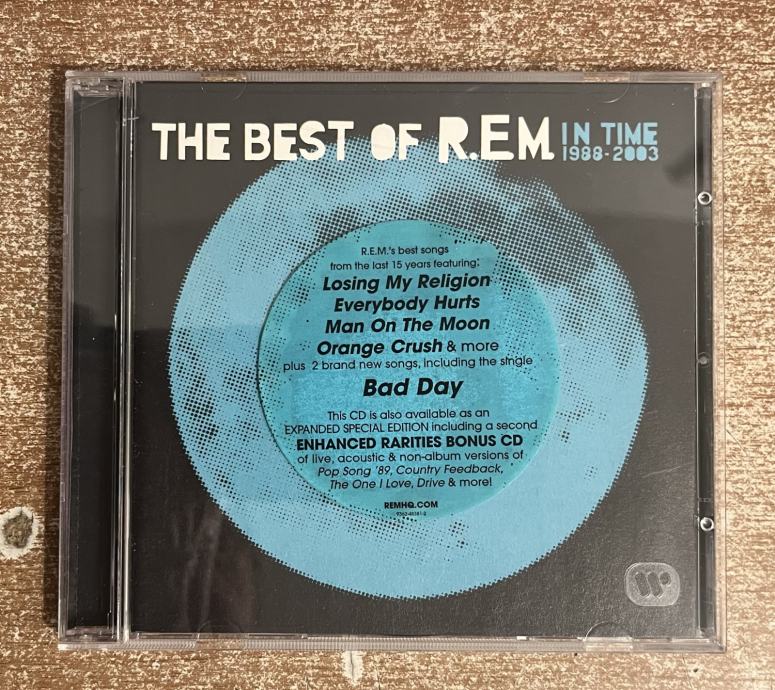 THE BEST OF R.E.M. IN TIME
1988-2003
R.E.M.'s best songs
from the last 15 years featuring:
Losing My Religion
Everybody Hurts
Man On The Moon
Orange Crush & more
plus 2 brand new songs, including the single
Bad Day
This CD is also available as an
EXPANDED SPECIAL EDITION including a second
ENHANCED RARITIES BONUS CD
of live, acoustic & non-album versions of
Pop Song '89, Country Feedback,
The One I Love, Drive & more!
REMHQ.COM